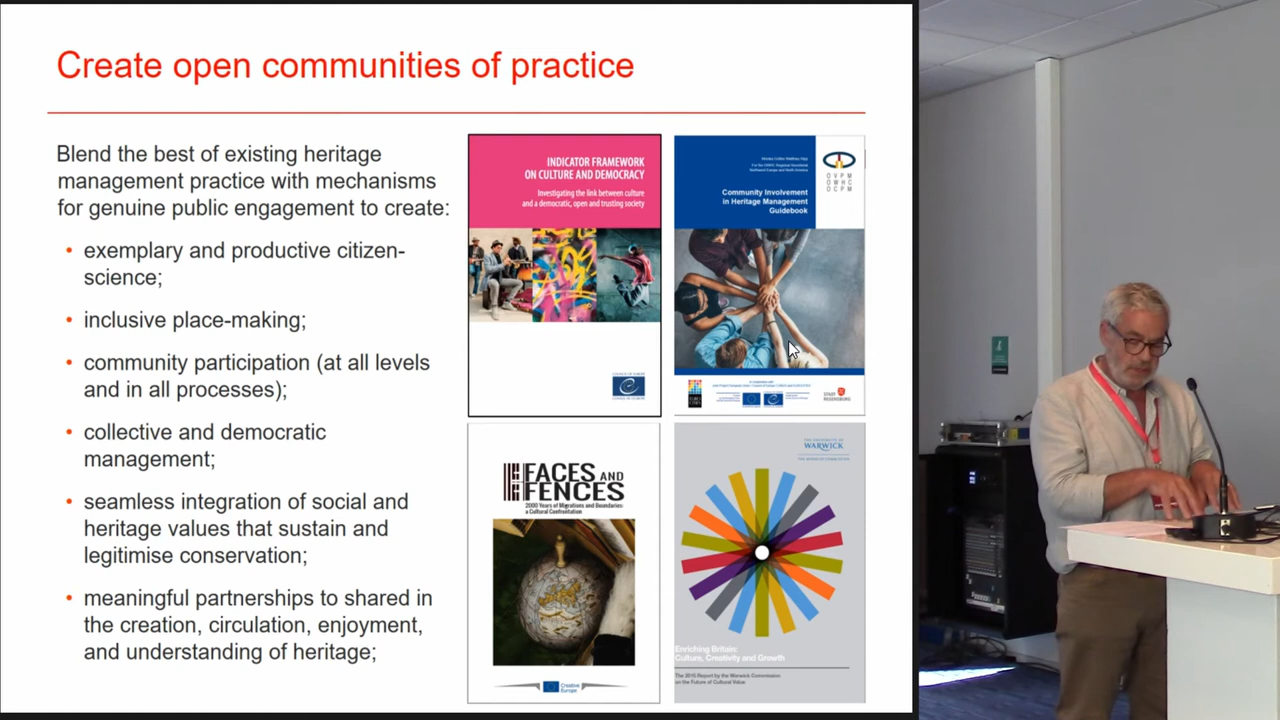 Create open communities of practice
Blend the best of existing heritage
management practice with mechanisms
for genuine public engagement to create:
• exemplary and productive citizen-
science;
• inclusive place-making;
• community participation (at all levels
and in all processes);
• collective and democratic
management;
• seamless integration of social and
heritage values that sustain and
legitimise conservation;
• meaningful partnerships to shared in
the creation, circulation, enjoyment,
and understanding of heritage;
INDICATOR FRAMEWORK
ON CULTURE AND DEMOCRACY
Investigating the link between culture
and a democratic, open and trusting society
COUNCIL OF EUROPE
CONSEIL DE L'EUROPE
OVPM
OWHC
OCPM
Community Involvement
in Heritage Management
Guidebook
STADT
REGENSBURG
FACES AND
FENCES
2000 Years of Migrations and Boundaries:
a Cultural Confrontation
Creative
Europe
THE UNIVERSITY OF
WARWICK
THE WARWICK COMMISSION
Enriching Britain:
Culture, Creativity and Growth
The 2015 Report by the Warwick Commission
on the Future of Cultural Value